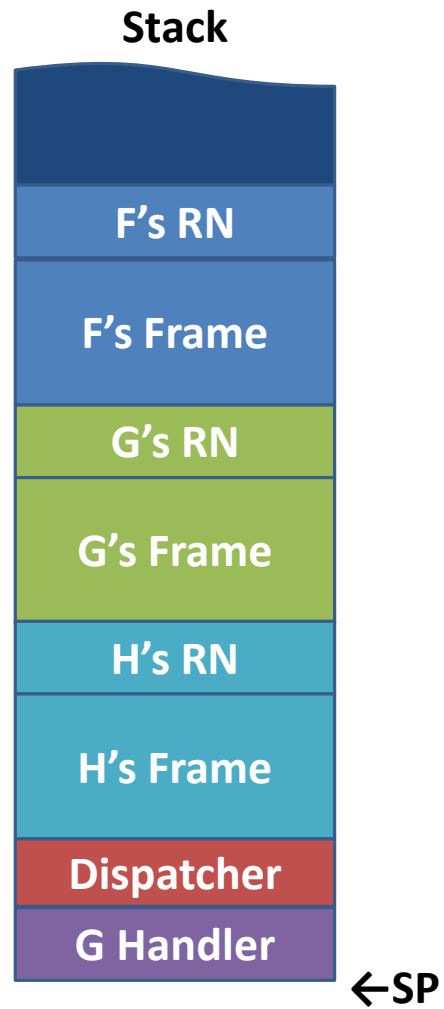 Stack
F’s RN
F’s Frame
G’s RN
G’s Frame
H’s RN
H’s Frame
Dispatcher
G Handler
←SP